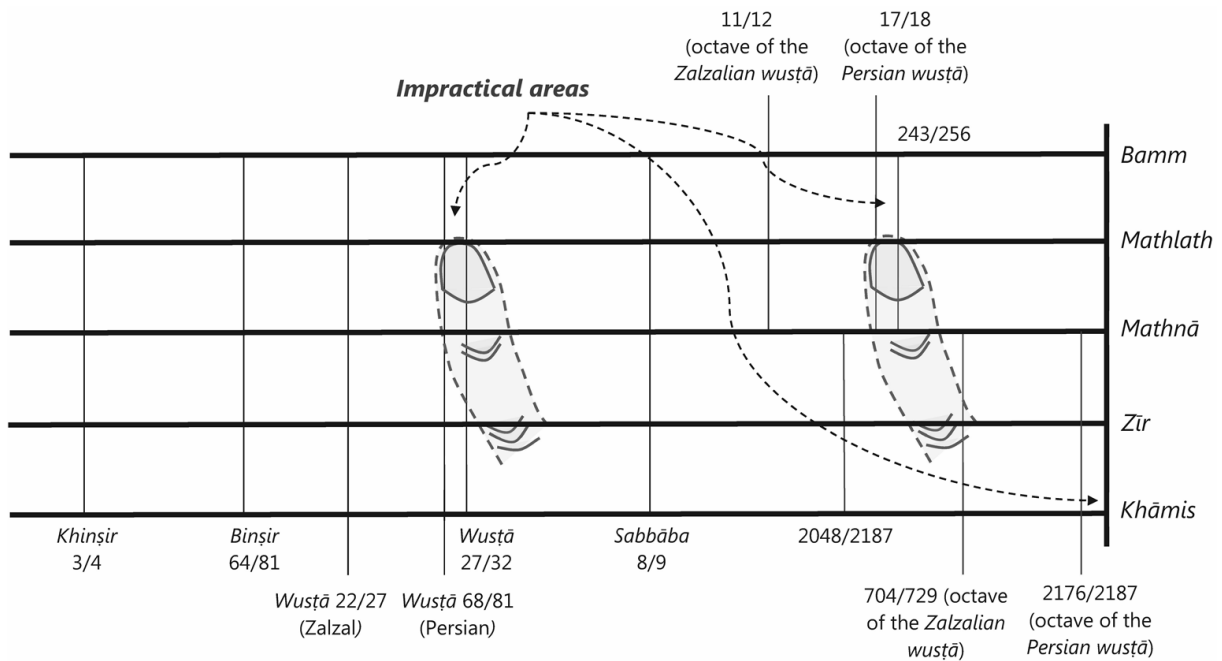 11/12
(octave of the
Zalzalian wusṭā)
17/18
(octave of the
Persian wusṭā)
Impractical areas
243/256
Bamm
Mathlath
Mathnā
Zīr
Khāmis
Khinṣir
3/4
Binṣir
64/81
Wusṭā
27/32
Sabbāba
8/9
2048/2187
Wusṭā 22/27
(Zalzal)
Wusṭā 68/81
(Persian)
704/729 (octave
of the Zalzalian
wusṭā)
2176/2187
(octave of the
Persian wusṭā)